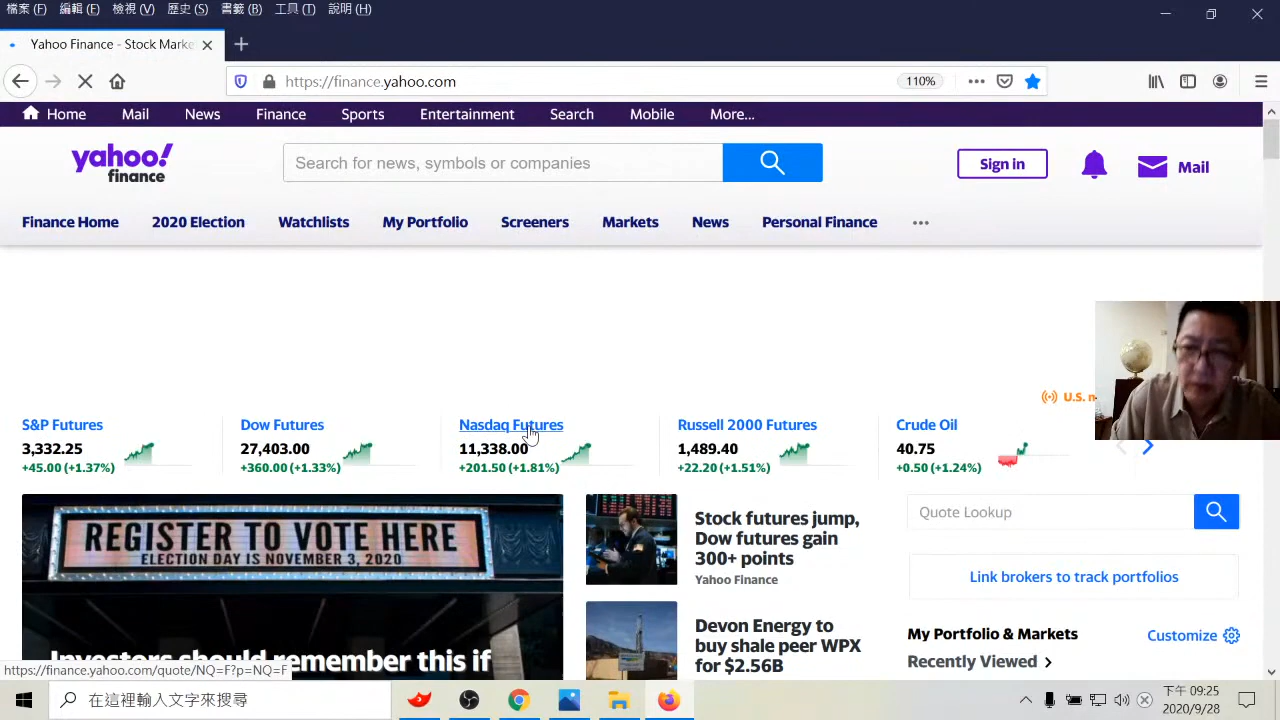 檔案(F) 編輯(E) 檢視(V) 歷史(S) 書籤(B) 工具(T) 說明(H)
Yahoo Finance - Stock Marke
https://finance.yahoo.com
110%
Home Mail News Finance Sports Entertainment Search Mobile More...
yahoo!
finance
Search for news, symbols or companies
Sign in
Mail
Finance Home 2020 Election Watchlists My Portfolio Screeners Markets News Personal Finance
U.S. m
S&P Futures
3,332.25
+45.00 (+1.37%)
Dow Futures
27,403.00
+360.00 (+1.33%)
Nasdaq Futures
11,338.00
+201.50 (+1.81%)
Russell 2000 Futures
1,489.40
+22.20 (+1.51%)
Crude Oil
40.75
+0.50 (+1.24%)
REGISTER TO VOTE HERE
ELECTION DAY IS NOVEMBER 3, 2020
Investors should remember this if
Stock futures jump,
Dow futures gain
300+ points
Yahoo Finance
Devon Energy to
buy shale peer WPX
for $2.56B
Quote Lookup
Link brokers to track portfolios
My Portfolio & Markets
Customize
Recently Viewed
https://finance.yahoo.com/quote/NQ=F?p=NQ=F
在這裡輸入文字來搜尋
下午 09:25
2020/9/28